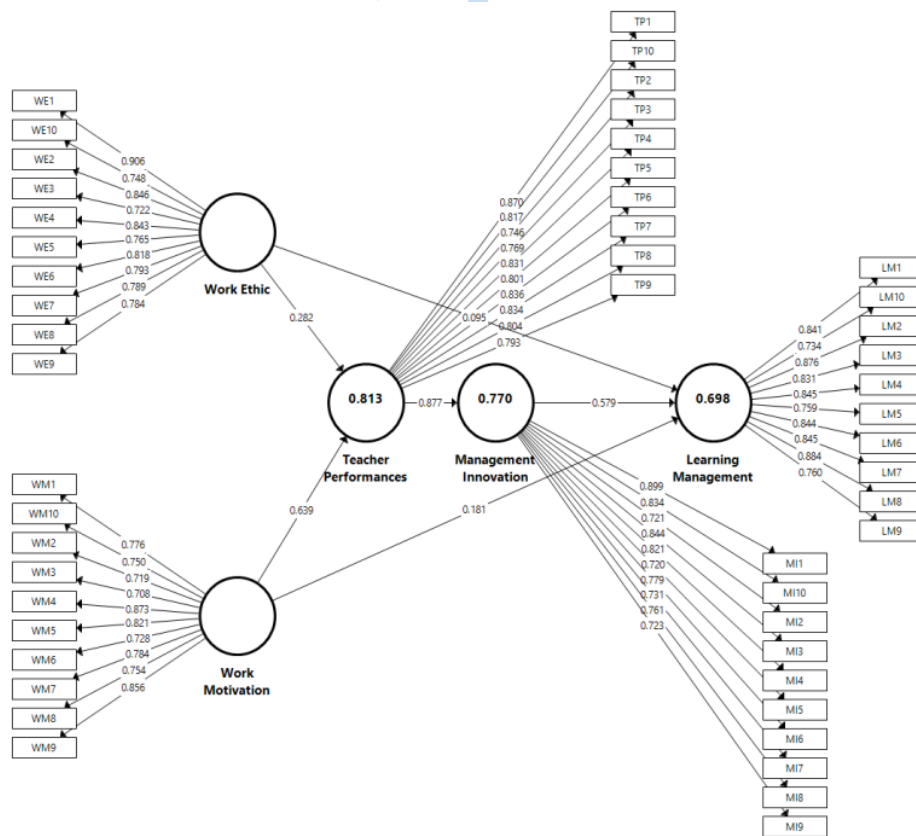 TP1
TP10
TP2
TP3
TP4
TP5
TP6
TP7
TP8
TP9
WE1
WE10
WE2
WE3
WE4
WE5
WE6
WE7
WE8
WE9
0.906
0.748
0.846
0.722
0.843
0.765
0.818
0.793
0.789
0.784
Work Ethic
0.870
0.817
0.746
0.769
0.831
0.801
0.836
0.834
0.804
0.793
0.282
0.095
LM1
LM10
LM2
LM3
LM4
LM5
LM6
LM7
LM8
LM9
0.841
0.734
0.876
0.831
0.845
0.759
0.844
0.845
0.884
0.760
0.813
0.877
0.770
0.579
0.698
Teacher
Performances
Management
Innovation
Learning
Management
0.639
0.181
WM1
WM10
WM2
WM3
WM4
WM5
WM6
WM7
WM8
WM9
0.776
0.750
0.719
0.708
0.873
0.821
0.728
0.784
0.754
0.856
Work
Motivation
0.899
0.834
0.721
0.844
0.821
0.720
0.779
0.731
0.761
0.723
MI1
MI10
MI2
MI3
MI4
MI5
MI6
MI7
MI8
MI9